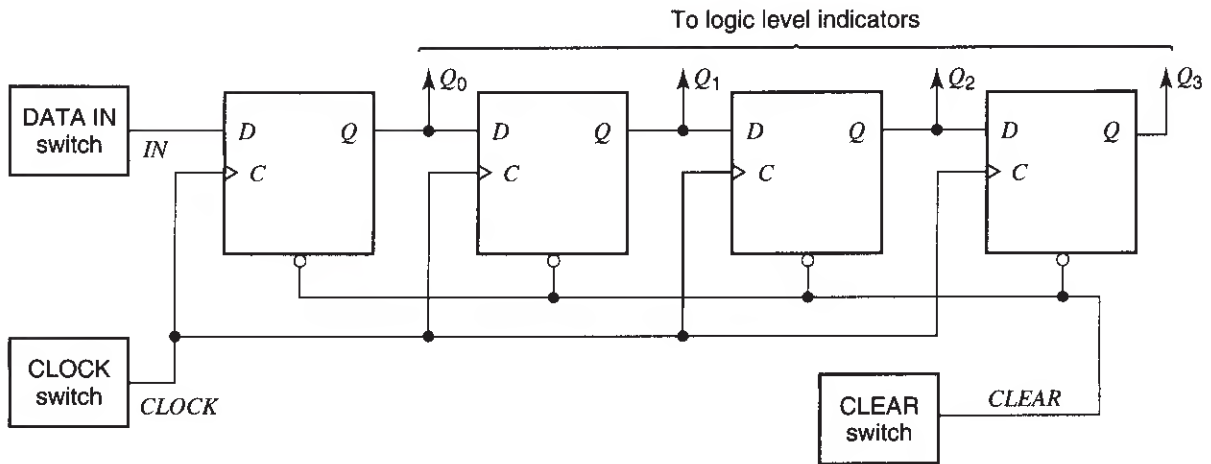 To logic level indicators
Q0
Q1
Q2
Q3
DATA IN
switch
IN
D
Q
C
D
Q
C
D
Q
C
D
Q
C
CLOCK
switch
CLOCK
CLEAR
switch
CLEAR